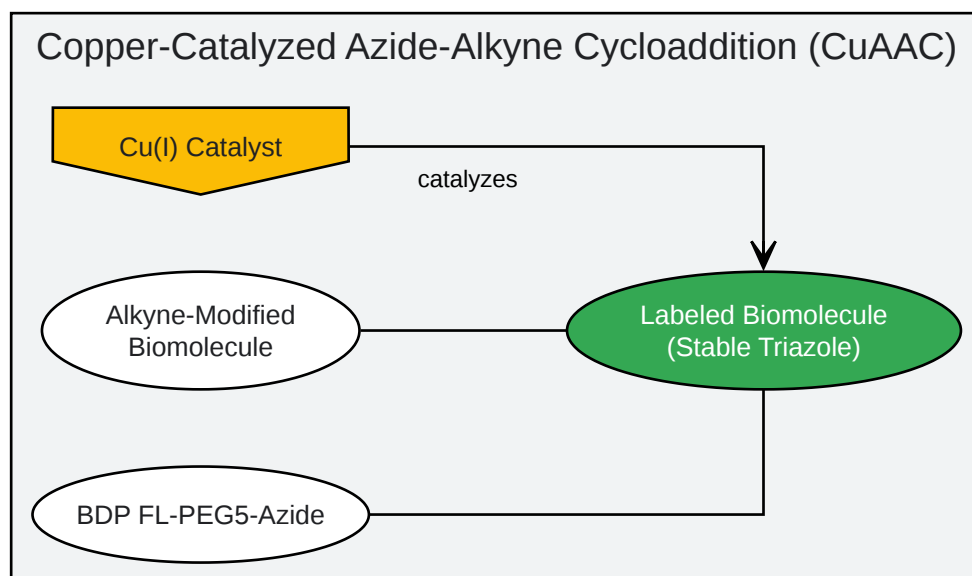 Copper-Catalyzed Azide-Alkyne Cycloaddition (CuAAC)
Cu(I) Catalyst
catalyzes
Alkyne-Modified
Biomolecule
Labeled Biomolecule
(Stable Triazole)
BDP FL-PEG5-Azide